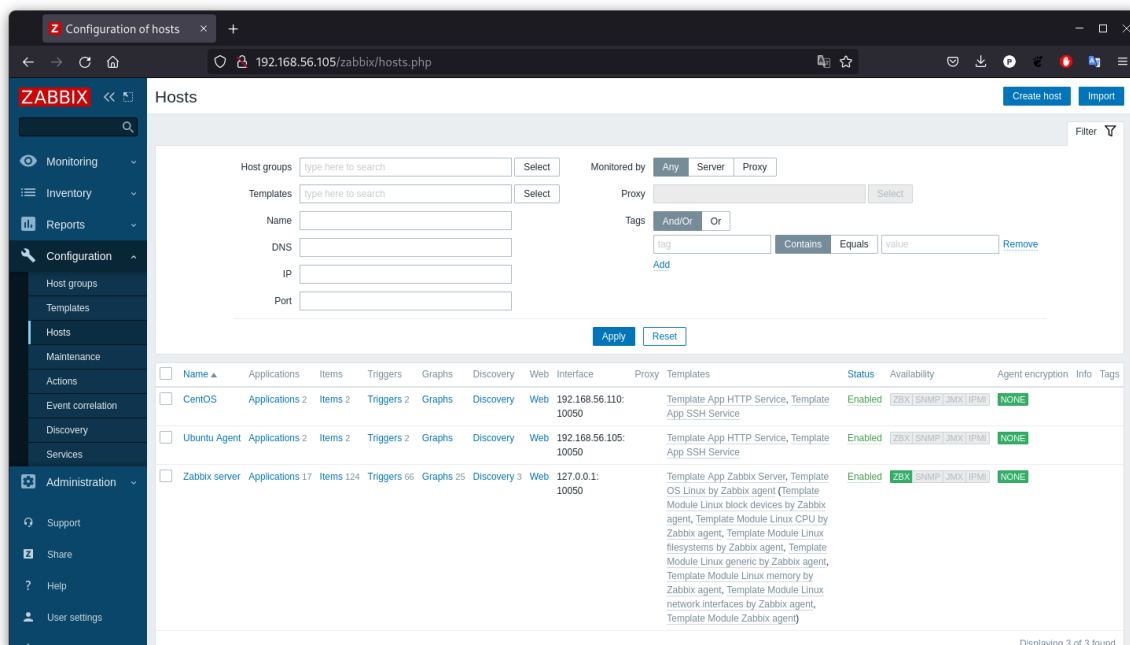 Z Configuration of hosts × +
192.168.56.105/zabbix/hosts.php
ZABBIX
Hosts
Create host Import
Filter
Monitoring
Inventory
Reports
Configuration
Host groups
Templates
Hosts
Maintenance
Actions
Event correlation
Discovery
Services
Administration
Support
Z Share
? Help
User settings
Host groups type here to search Select
Templates type here to search Select
Name
DNS
IP
Port
Monitored by Any Server Proxy
Proxy Select
Tags And/Or Or
tag Contains Equals value Remove
Add
Apply Reset
Name Applications Items Triggers Graphs Discovery Web Interface Proxy Templates Status Availability Agent encryption Info Tags
CentOS Applications 2 Items 2 Triggers 2 Graphs Discovery Web 192.168.56.110: Template App HTTP Service, Template Enabled ZBX SNMP JMX IPMI NONE
10050 App SSH Service
Ubuntu Agent Applications 2 Items 2 Triggers 2 Graphs Discovery Web 192.168.56.105: Template App HTTP Service, Template Enabled ZBX SNMP JMX IPMI NONE
10050 App SSH Service
Zabbix server Applications 17 Items 124 Triggers 66 Graphs 25 Discovery 3 Web 127.0.0.1: Template App Zabbix Server, Template Enabled ZBX SNMP JMX IPMI NONE
10050 OS Linux by Zabbix agent (Template
Module Linux block devices by Zabbix
agent, Template Module Linux CPU by
Zabbix agent, Template Module Linux
filesystems by Zabbix agent, Template
Module Linux generic by Zabbix agent,
Template Module Linux memory by
Zabbix agent, Template Module Linux
network interfaces by Zabbix agent,
Template Module Zabbix agent)
Displaying 3 of 3 found